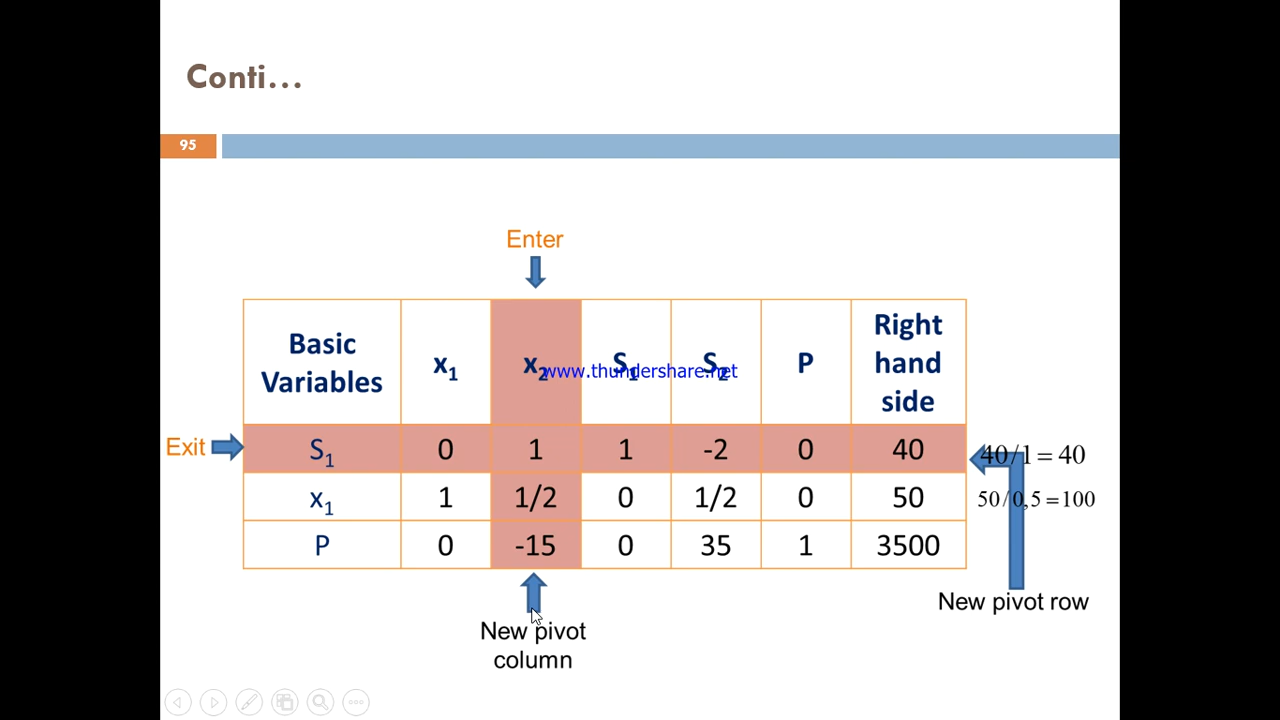 Conti…
95
Enter
Basic Variables x₁ x₂ S₁ S₂ P Right hand side
www.thundershare.net
Exit S₁ 0 1 1 -2 0 40 40/1=40
x₁ 1 1/2 0 1/2 0 50 50/0,5=100
P 0 -15 0 35 1 3500
New pivot row
New pivot
column